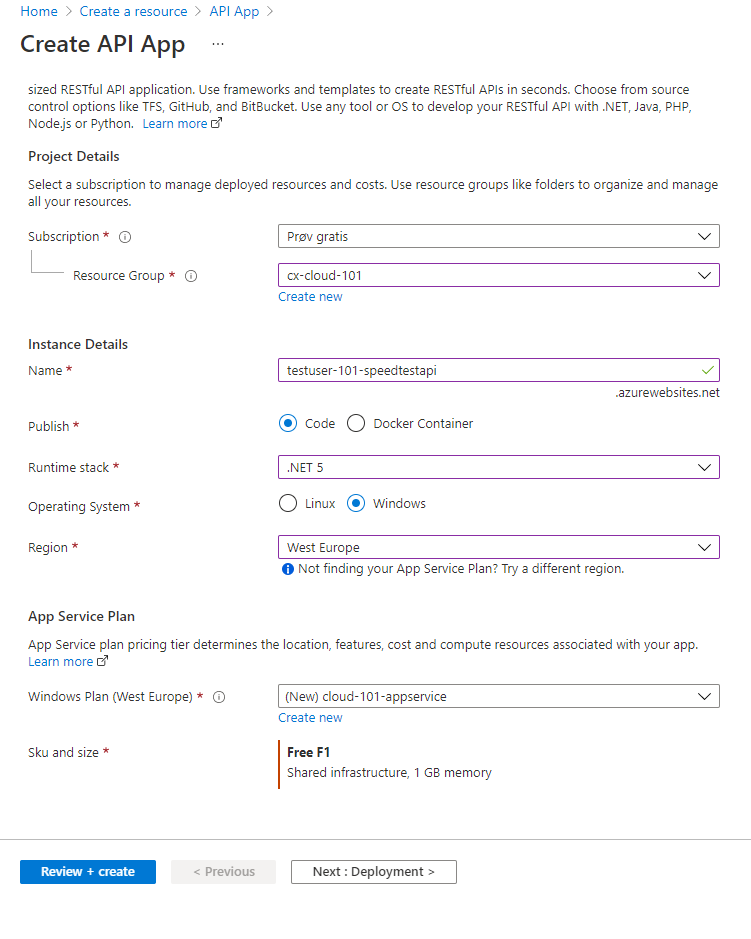 Home > Create a resource > API App >
Create API App ...
sized RESTful API application. Use frameworks and templates to create RESTful APIs in seconds. Choose from source
control options like TFS, GitHub, and BitBucket. Use any tool or OS to develop your RESTful API with .NET, Java, PHP,
Node.js or Python. Learn more
Project Details
Select a subscription to manage deployed resources and costs. Use resource groups like folders to organize and manage
all your resources.
Subscription * Prøv gratis
Resource Group * cx-cloud-101
Create new
Instance Details
Name * testuser-101-speedtestapi
.azurewebsites.net
Publish * Code Docker Container
Runtime stack * .NET 5
Operating System * Linux Windows
Region * West Europe
Not finding your App Service Plan? Try a different region.
App Service Plan
App Service plan pricing tier determines the location, features, cost and compute resources associated with your app.
Learn more
Windows Plan (West Europe) * (New) cloud-101-appservice
Create new
Sku and size * Free F1
Shared infrastructure, 1 GB memory
Review + create < Previous Next : Deployment >